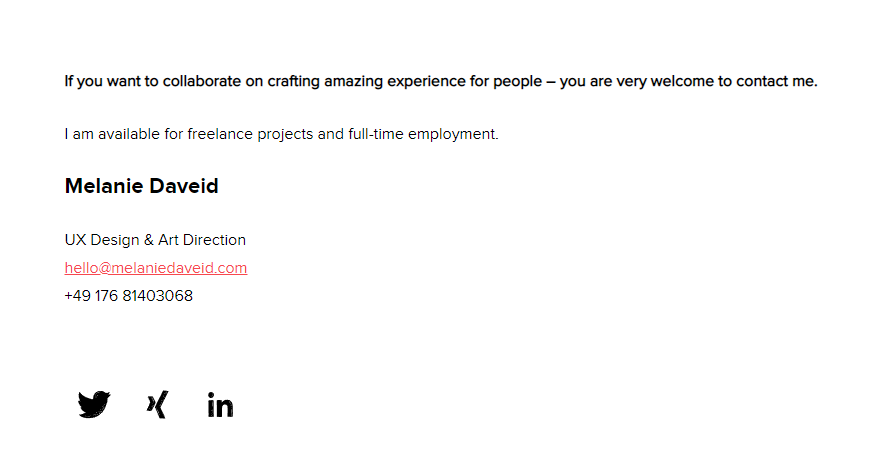 If you want to collaborate on crafting amazing experience for people – you are very welcome to contact me.
I am available for freelance projects and full-time employment.
Melanie Daveid
UX Design & Art Direction
hello@melaniedaveid.com
+49 176 81403068
in